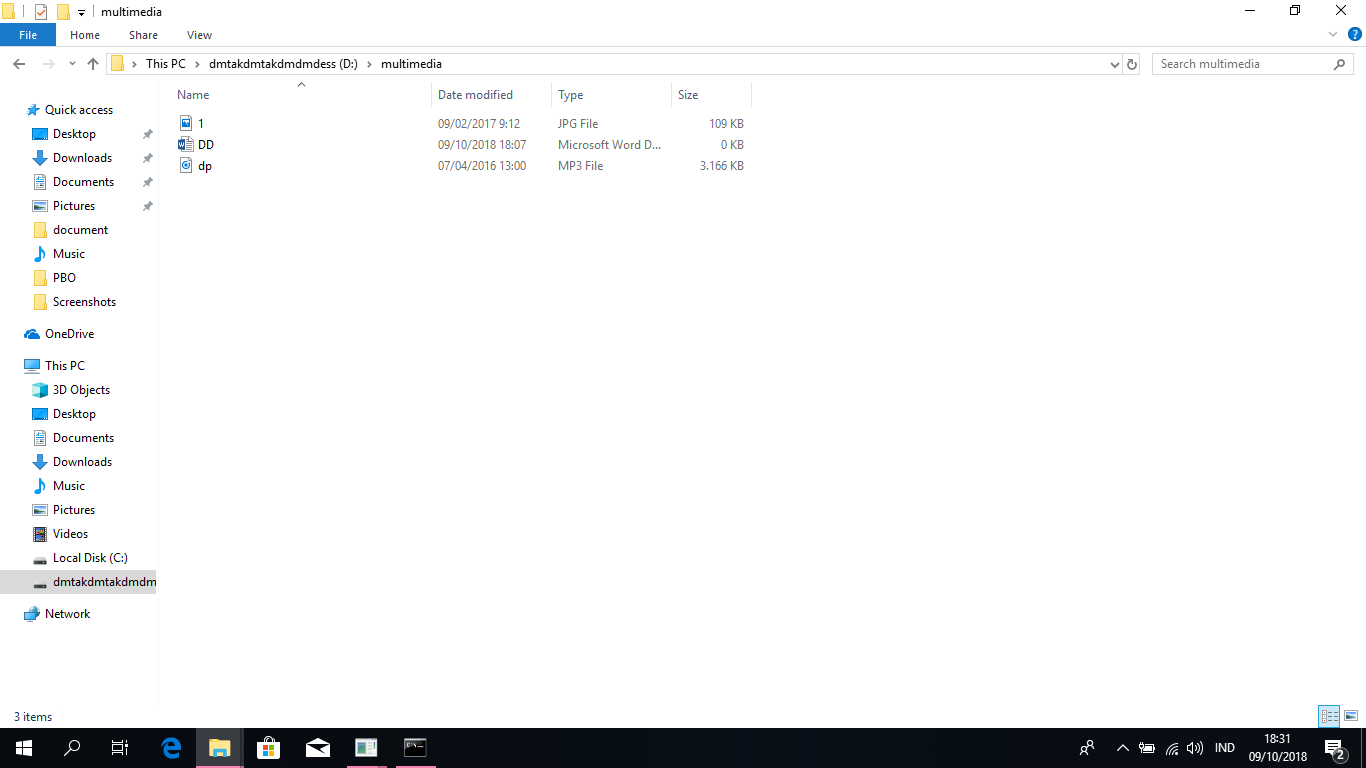 multimedia
File Home Share View
This PC dmtakdmtakdmdmdess (D:) multimedia
Search multimedia
Name Date modified Type Size
1 09/02/2017 9:12 JPG File 109 KB
DD 09/10/2018 18:07 Microsoft Word D... 0 KB
dp 07/04/2016 13:00 MP3 File 3.166 KB
Quick access
Desktop
Downloads
Documents
Pictures
document
Music
PBO
Screenshots
OneDrive
This PC
3D Objects
Desktop
Documents
Downloads
Music
Pictures
Videos
Local Disk (C:)
dmtakdmtakdmdm
Network
3 items
IND
18:31
09/10/2018
2